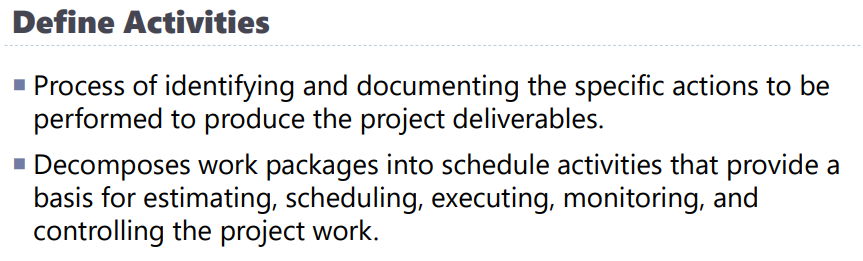 Define Activities
Process of identifying and documenting the specific actions to be
performed to produce the project deliverables.
Decomposes work packages into schedule activities that provide a
basis for estimating, scheduling, executing, monitoring, and
controlling the project work.